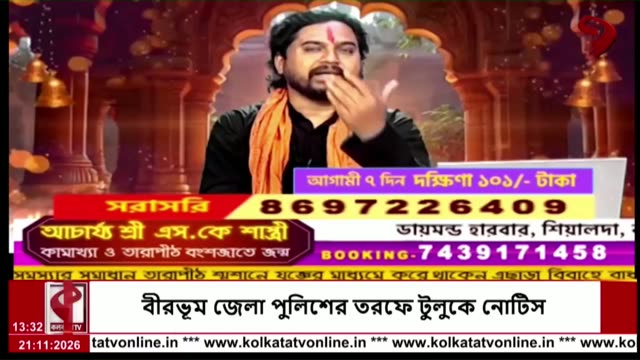 আগামী ৭ দিন দক্ষিণা ১০১/- টাকা
সরাসরি 8697226409
আচার্য্য শ্রী এস.কে শাস্ত্রী
ডায়মন্ড হারবার, শিয়ালদা,
কামাখ্যা ও তারাপীঠ বংশজাতে জন্ম
BOOKING-7439171458
সমস্যার সমাধান তারাপীঠ শ্মশানে যজ্ঞের মাধ্যমে করে থাকেন এছাড়া বিবাহে বাধ
বীরভূম জেলা পুলিশের তরফে টুলুকে নোটিস
13:32
21:11:2026
tatvonline.in *** www.kolkatatvonline.in *** www.kolkatatvonline.in